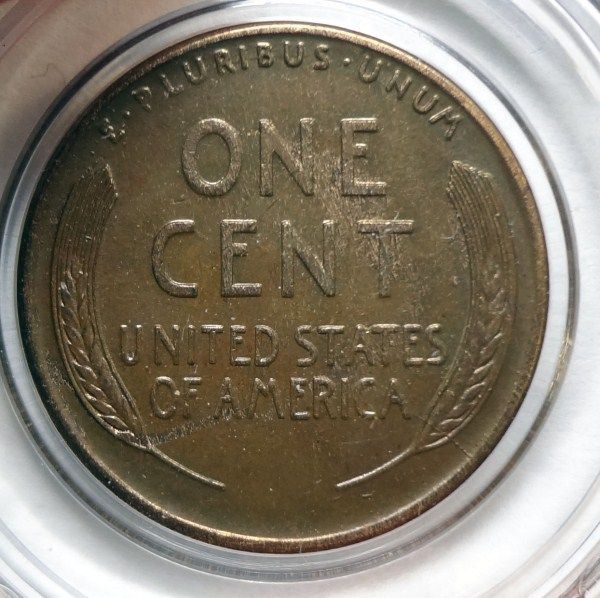 E · PLURIBUS · UNUM
ONE
CENT
UNITED STATES
OF AMERICA